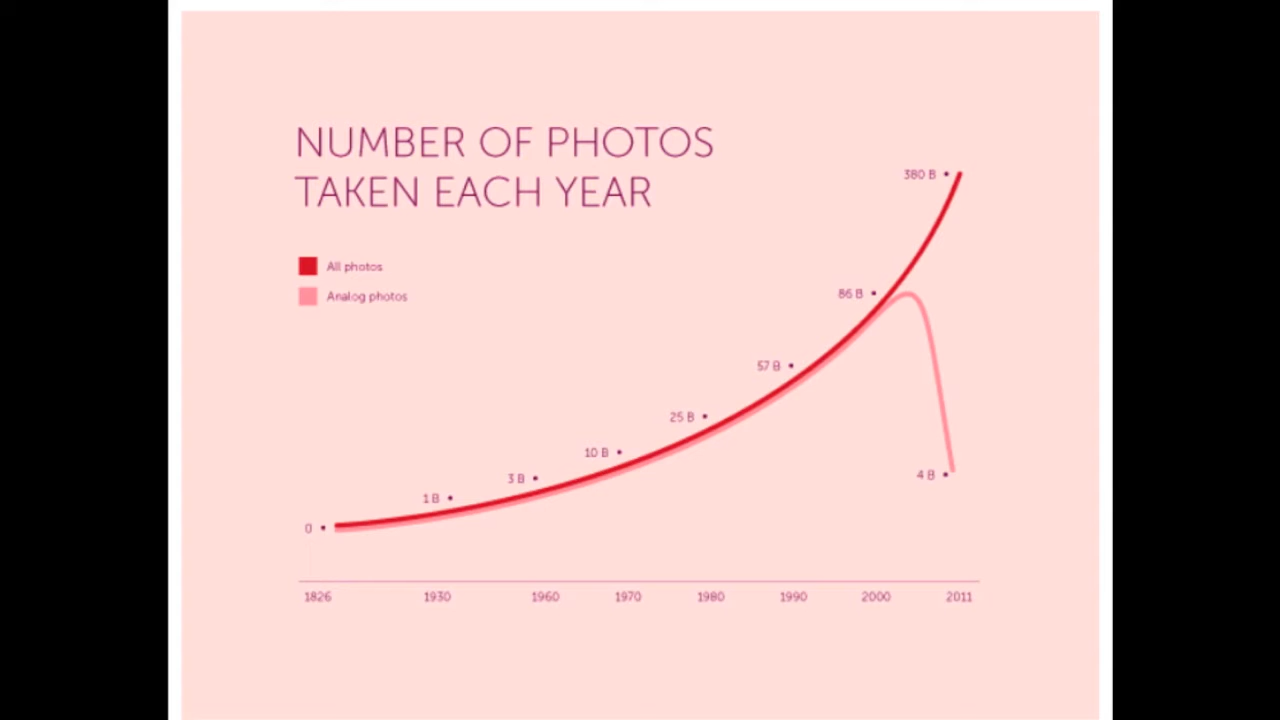 NUMBER OF PHOTOS
TAKEN EACH YEAR
All photos
Analog photos
380 B
86 B
57 B
25 B
10 B
3 B
1 B
0
4 B
1826 1930 1960 1970 1980 1990 2000 2011